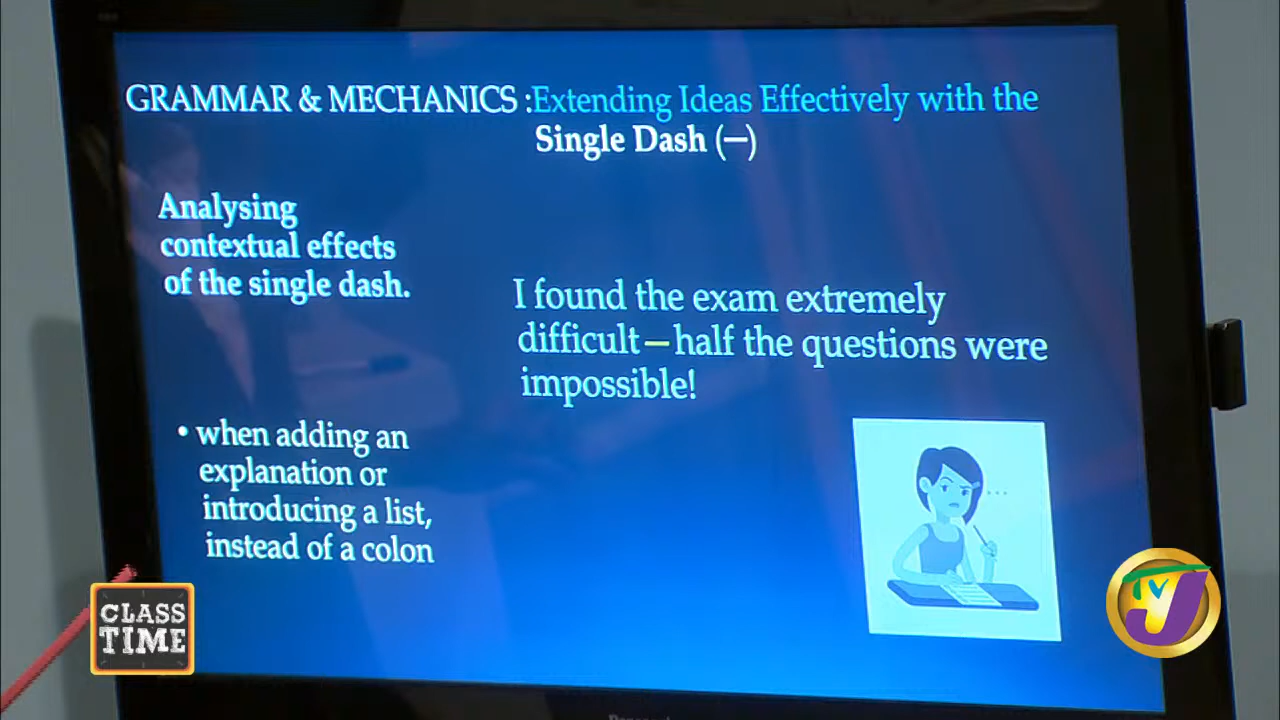 GRAMMAR & MECHANICS :Extending Ideas Effectively with the
Single Dash (—)
Analysing
contextual effects
of the single dash.
I found the exam extremely
difficult—half the questions were
impossible!
• when adding an
explanation or
introducing a list,
instead of a colon
CLASS
TIME
TVJ